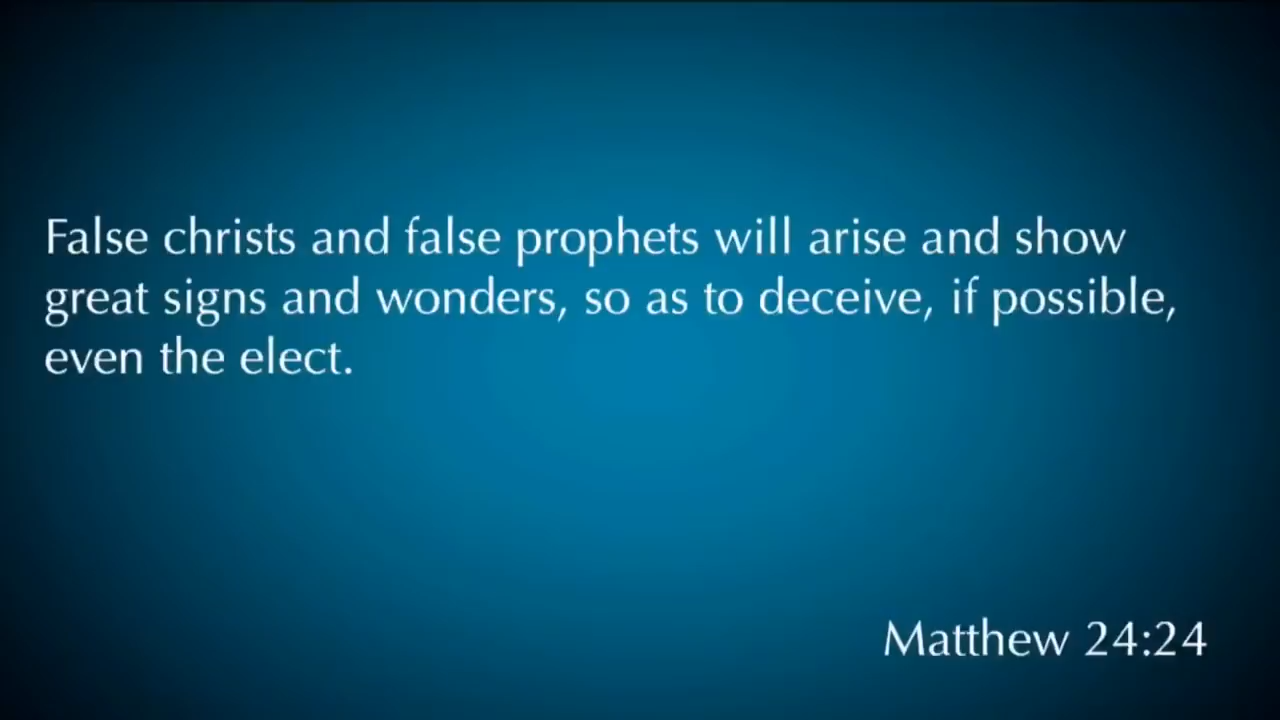 False christs and false prophets will arise and show
great signs and wonders, so as to deceive, if possible,
even the elect.
Matthew 24:24